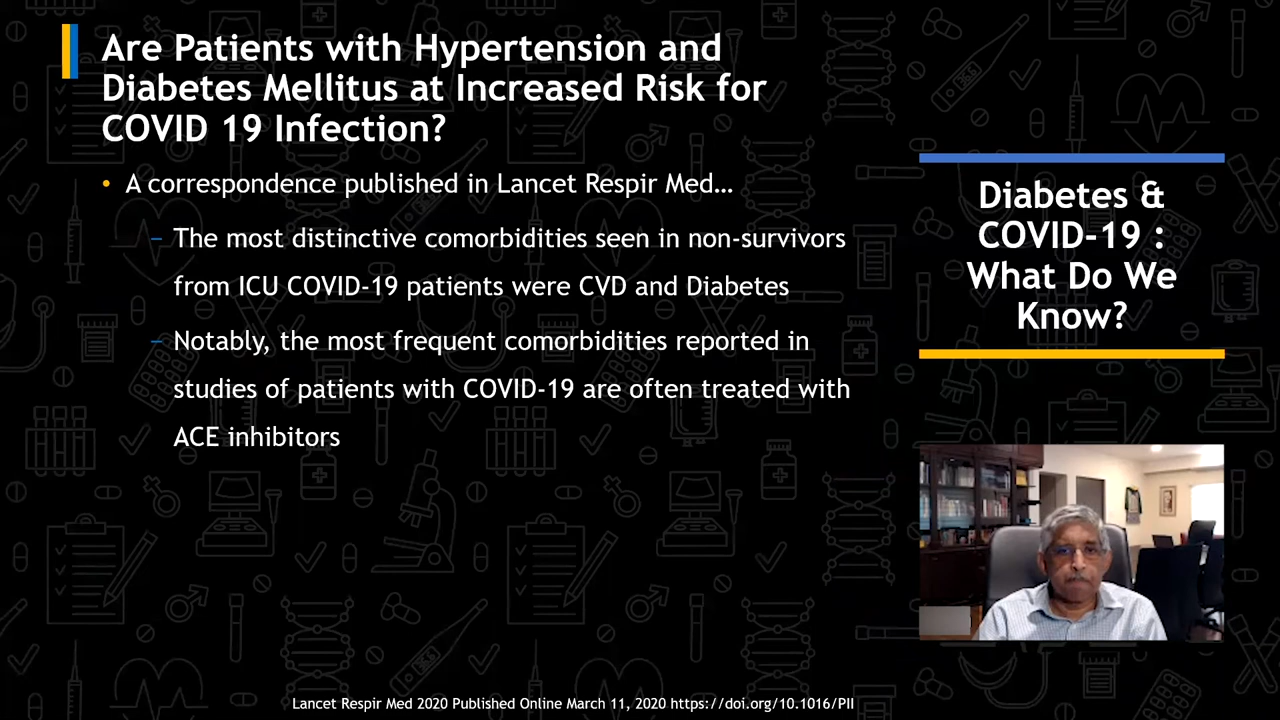 Are Patients with Hypertension and
Diabetes Mellitus at Increased Risk for
COVID 19 Infection?
• A correspondence published in Lancet Respir Med…
– The most distinctive comorbidities seen in non-survivors
from ICU COVID-19 patients were CVD and Diabetes
– Notably, the most frequent comorbidities reported in
studies of patients with COVID-19 are often treated with
ACE inhibitors
Diabetes &
COVID-19 :
What Do We
Know?
Lancet Respir Med 2020 Published Online March 11, 2020 https://doi.org/10.1016/PII